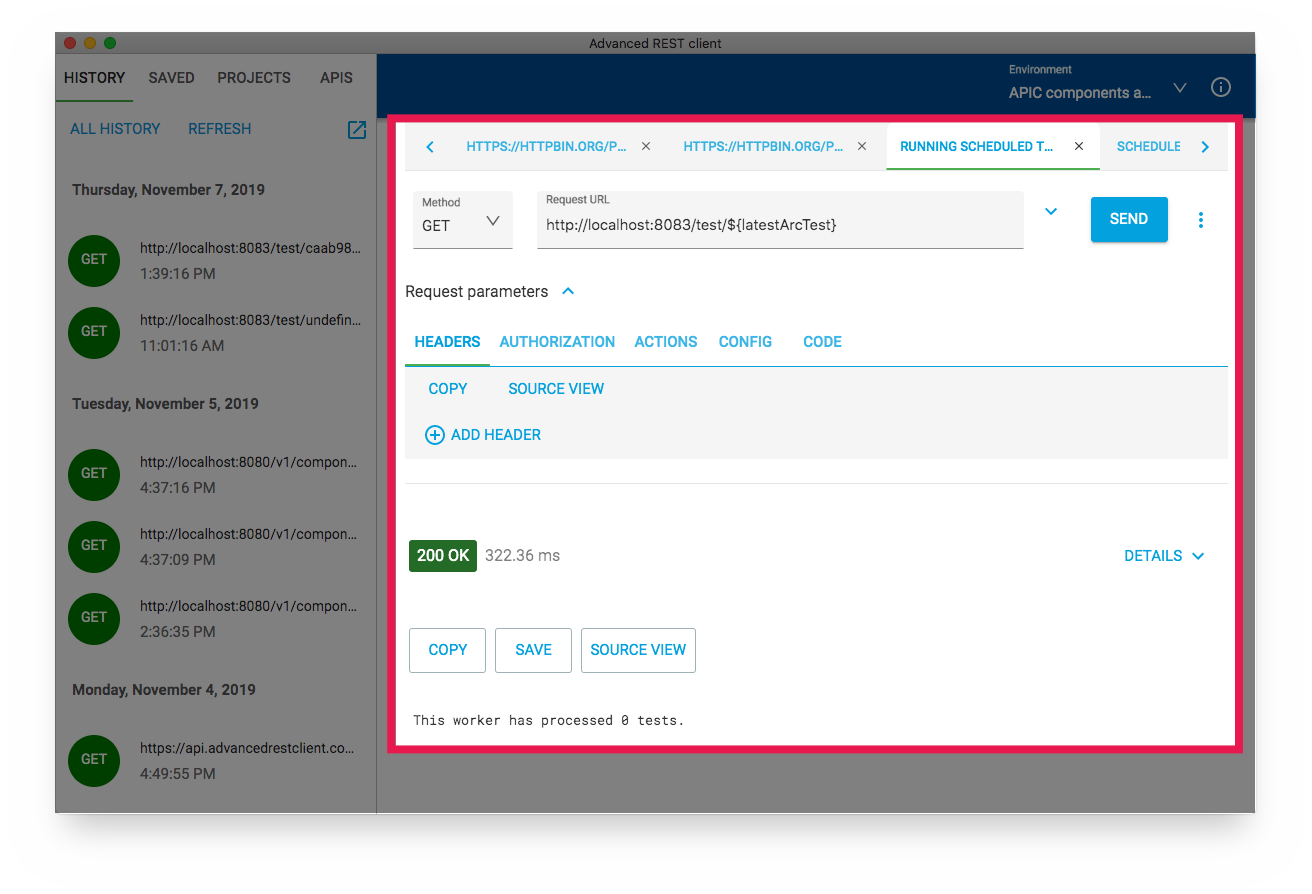 Advanced REST client
HISTORY SAVED PROJECTS APIS
ALL HISTORY REFRESH
Thursday, November 7, 2019
GET http://localhost:8083/test/caab98...
1:39:16 PM
GET http://localhost:8083/test/undefin...
11:01:16 AM
Tuesday, November 5, 2019
GET http://localhost:8080/v1/compon...
4:37:16 PM
GET http://localhost:8080/v1/compon...
4:37:09 PM
GET http://localhost:8080/v1/compon...
2:36:35 PM
Monday, November 4, 2019
GET https://api.advancedrestclient.co...
4:49:55 PM
Environment
APIC components a...
HTTPS://HTTPBIN.ORG/P... HTTPS://HTTPBIN.ORG/P... RUNNING SCHEDULED T... SCHEDULE
Method
GET
Request URL
http://localhost:8083/test/${latestArcTest}
SEND
Request parameters
HEADERS AUTHORIZATION ACTIONS CONFIG CODE
COPY SOURCE VIEW
ADD HEADER
200 OK 322.36 ms DETAILS
COPY SAVE SOURCE VIEW
This worker has processed 0 tests.